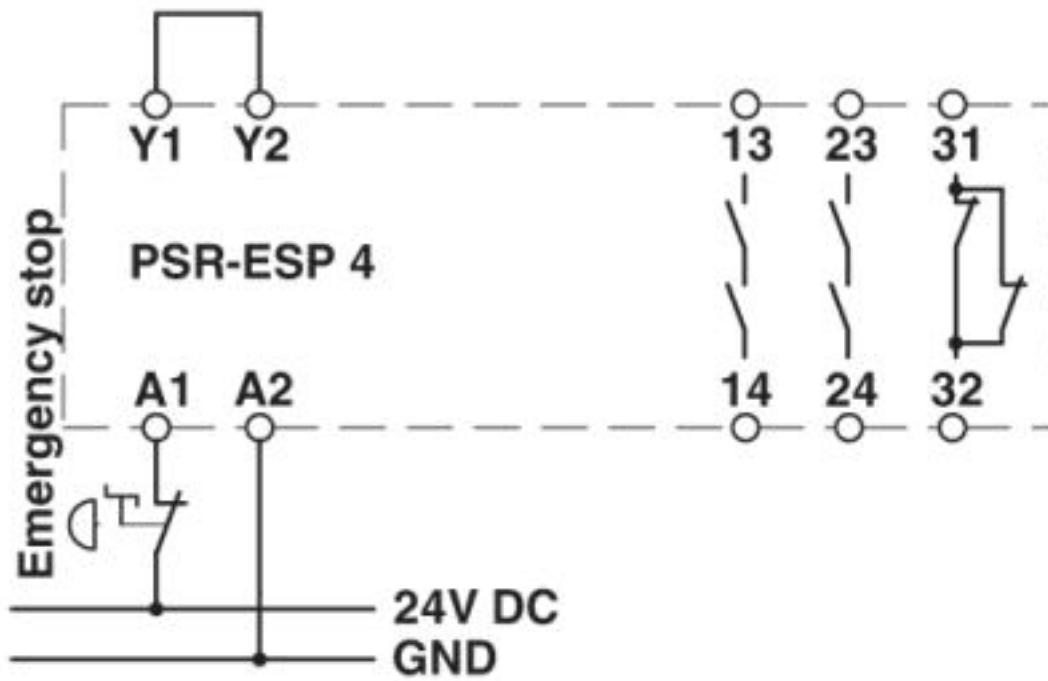 Y1 Y2 13 23 31
PSR-ESP 4
Emergency stop
A1 A2 14 24 32
24V DC
GND